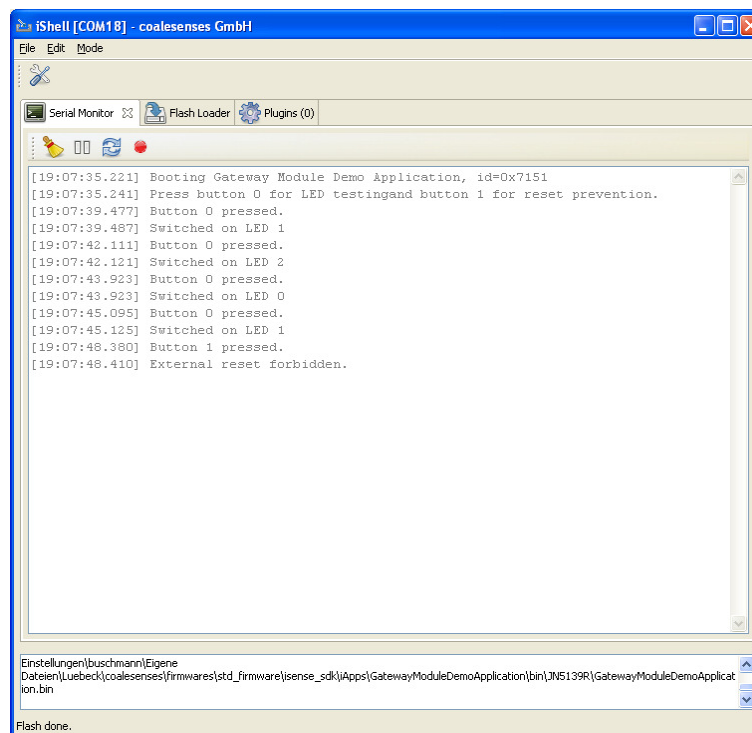 iShell [COM18] - coalesenses GmbH
File Edit Mode
Serial Monitor Flash Loader Plugins (0)
[19:07:35.221] Booting Gateway Module Demo Application, id=0x7151
[19:07:35.241] Press button 0 for LED testingand button 1 for reset prevention.
[19:07:39.477] Button 0 pressed.
[19:07:39.487] Switched on LED 1
[19:07:42.111] Button 0 pressed.
[19:07:42.121] Switched on LED 2
[19:07:43.923] Button 0 pressed.
[19:07:43.923] Switched on LED 0
[19:07:45.095] Button 0 pressed.
[19:07:45.125] Switched on LED 1
[19:07:48.380] Button 1 pressed.
[19:07:48.410] External reset forbidden.
Einstellungen\buschmann\Eigene
Dateien\Luebeck\coalesenses\firmwares\std_firmware\isense_sdk\iApps\GatewayModuleDemoApplication\bin\JN5139R\GatewayModuleDemoApplicat
ion.bin
Flash done.